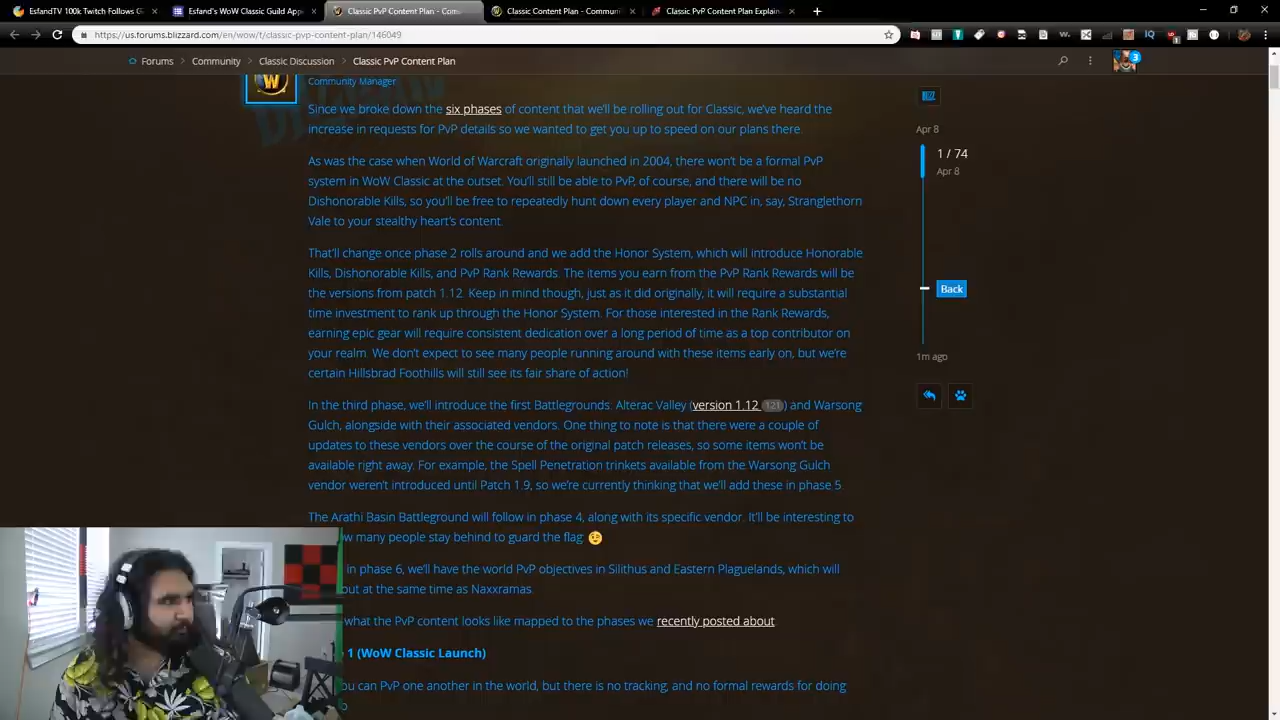 EsfandTV 100k Twitch Follows G
Esfand's WoW Classic Guild App
Classic PvP Content Plan - Com
Classic Content Plan - Communi
Classic PvP Content Plan Explain
https://us.forums.blizzard.com/en/wow/t/classic-pvp-content-plan/146049
Forums > Community > Classic Discussion > Classic PvP Content Plan
3
Community Manager
Since we broke down the six phases of content that we'll be rolling out for Classic, we've heard the
increase in requests for PvP details so we wanted to get you up to speed on our plans there.
As was the case when World of Warcraft originally launched in 2004, there won't be a formal PvP
system in WoW Classic at the outset. You'll still be able to PvP, of course, and there will be no
Dishonorable Kills, so you'll be free to repeatedly hunt down every player and NPC in, say, Stranglethorn
Vale to your stealthy heart's content.
That'll change once phase 2 rolls around and we add the Honor System, which will introduce Honorable
Kills, Dishonorable Kills, and PvP Rank Rewards. The items you earn from the PvP Rank Rewards will be
the versions from patch 1.12. Keep in mind though, just as it did originally, it will require a substantial
time investment to rank up through the Honor System. For those interested in the Rank Rewards,
earning epic gear will require consistent dedication over a long period of time as a top contributor on
your realm. We don't expect to see many people running around with these items early on, but we're
certain Hillsbrad Foothills will still see its fair share of action!
In the third phase, we'll introduce the first Battlegrounds: Alterac Valley (version 1.12 121) and Warsong
Gulch, alongside with their associated vendors. One thing to note is that there were a couple of
updates to these vendors over the course of the original patch releases, so some items won't be
available right away. For example, the Spell Penetration trinkets available from the Warsong Gulch
vendor weren't introduced until Patch 1.9, so we're currently thinking that we'll add these in phase 5.
The Arathi Basin Battleground will follow in phase 4, along with its specific vendor. It'll be interesting to
ow many people stay behind to guard the flag.
in phase 6, we'll have the world PvP objectives in Silithus and Eastern Plaguelands, which will
out at the same time as Naxxramas.
what the PvP content looks like mapped to the phases we recently posted about
1 (WoW Classic Launch)
ou can PvP one another in the world, but there is no tracking, and no formal rewards for doing
o
Apr 8
1 / 74
Apr 8
Back
1m ago